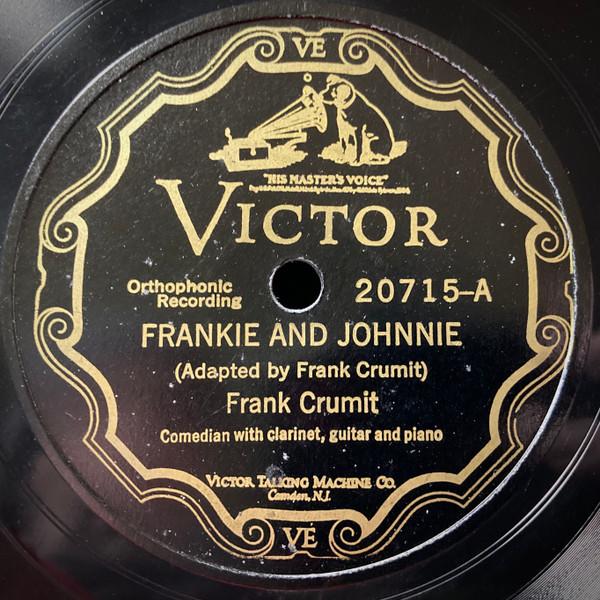 VE
"HIS MASTER'S VOICE"
VICTOR
Orthophonic
Recording
20715-A
FRANKIE AND JOHNNIE
(Adapted by Frank Crumit)
Frank Crumit
Comedian with clarinet, guitar and piano
VICTOR TALKING MACHINE CO.
Camden, N.J.
VE